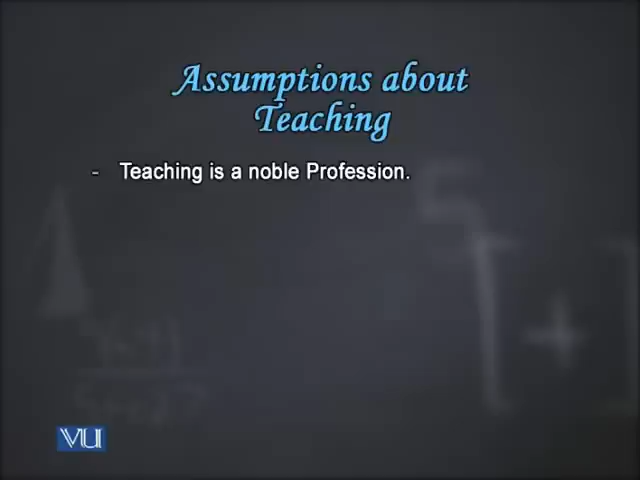 Assumptions about
Teaching
- Teaching is a noble Profession.
VU